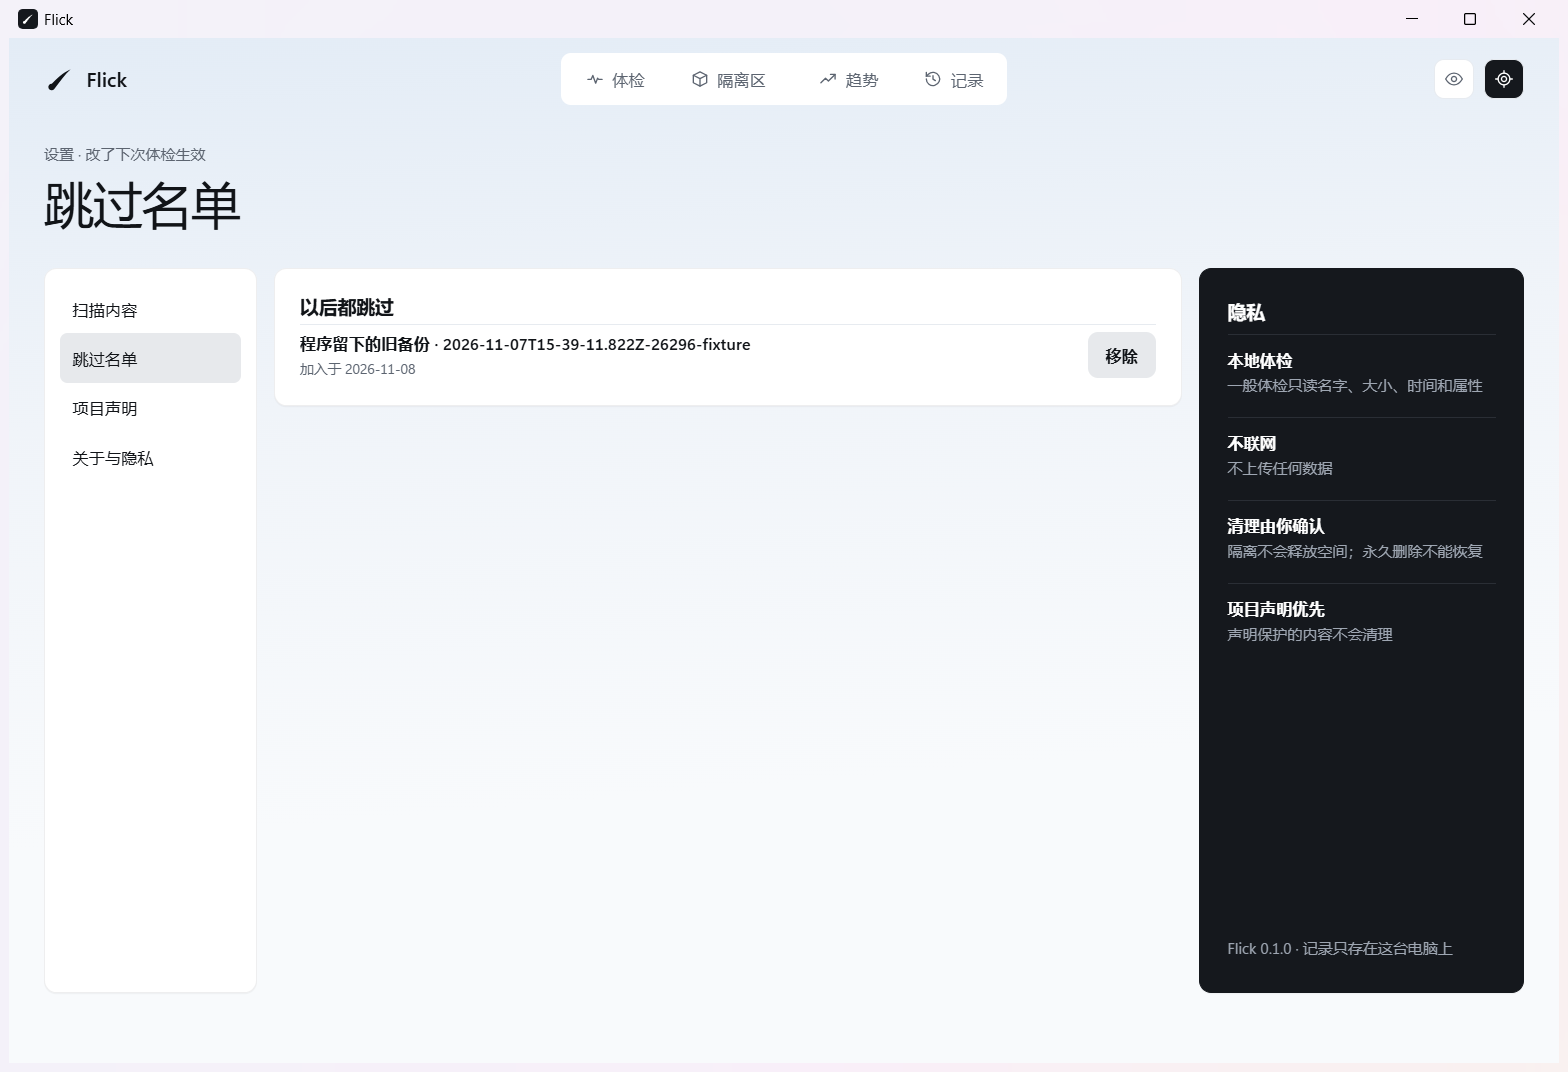 Flick
Flick
体检
隔离区
趋势
记录
设置 · 改了下次体检生效
跳过名单
扫描内容
跳过名单
项目声明
关于与隐私
以后都跳过
程序留下的旧备份 · 2026-11-07T15-39-11.822Z-26296-fixture
加入于 2026-11-08
移除
隐私
本地体检
一般体检只读名字、大小、时间和属性
不联网
不上传任何数据
清理由你确认
隔离不会释放空间；永久删除不能恢复
项目声明优先
声明保护的内容不会清理
Flick 0.1.0 · 记录只存在这台电脑上